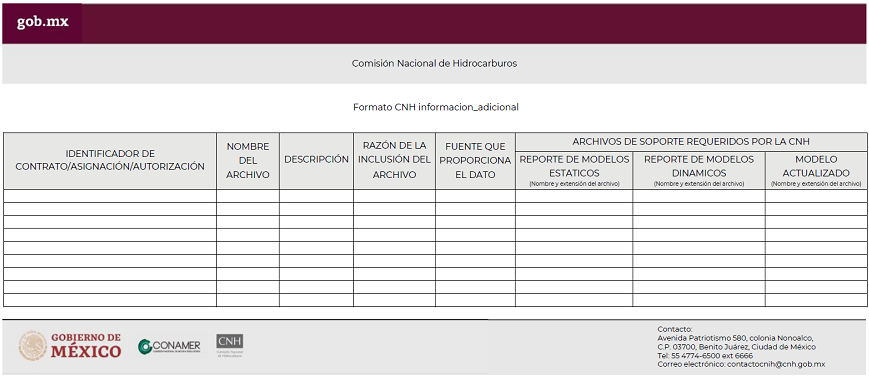 gob.mx
Comisión Nacional de Hidrocarburos
Formato CNH informacion_adicional
IDENTIFICADOR DE
CONTRATO/ASIGNACIÓN/AUTORIZACIÓN
NOMBRE
DEL
ARCHIVO
DESCRIPCIÓN
RAZÓN DE LA
INCLUSIÓN DEL
ARCHIVO
FUENTE QUE
PROPORCIONA
EL DATO
ARCHIVOS DE SOPORTE REQUERIDOS POR LA CNH
REPORTE DE MODELOS
ESTATICOS
(Nombre y extensión del archivo)
REPORTE DE MODELOS
DINAMICOS
(Nombre y extensión del archivo)
MODELO
ACTUALIZADO
(Nombre y extensión del archivo)
GOBIERNO DE
MÉXICO
CONAMER
CNH
Comisión Nacional
de Hidrocarburos
Contacto:
Avenida Patriotismo 580, colonia Nonoalco,
C.P. 03700, Benito Juárez, Ciudad de México
Tel: 55 4774-6500 ext 6666
Correo electrónico: contactocnih@cnh.gob.mx